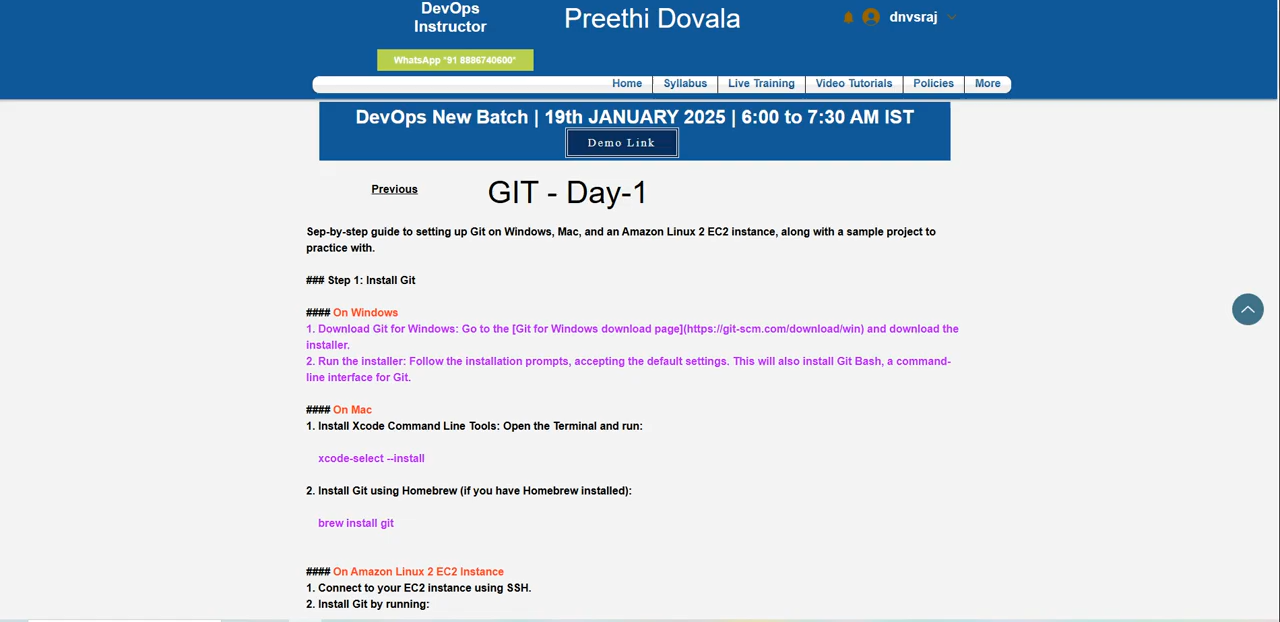 DevOps
Instructor
Preethi Dovala
dnvsraj
WhatsApp *91 8886740600*
Home
Syllabus
Live Training
Video Tutorials
Policies
More
DevOps New Batch | 19th JANUARY 2025 | 6:00 to 7:30 AM IST
Demo Link
Previous
GIT - Day-1
Sep-by-step guide to setting up Git on Windows, Mac, and an Amazon Linux 2 EC2 instance, along with a sample project to
practice with.
### Step 1: Install Git
#### On Windows
1. Download Git for Windows: Go to the [Git for Windows download page](https://git-scm.com/download/win) and download the
installer.
2. Run the installer: Follow the installation prompts, accepting the default settings. This will also install Git Bash, a command-
line interface for Git.
#### On Mac
1. Install Xcode Command Line Tools: Open the Terminal and run:
xcode-select --install
2. Install Git using Homebrew (if you have Homebrew installed):
brew install git
#### On Amazon Linux 2 EC2 Instance
1. Connect to your EC2 instance using SSH.
2. Install Git by running: